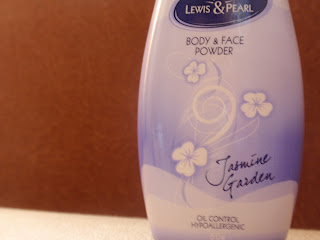 LEWIS & PEARL
BODY & FACE
POWDER
Jasmine
Garden
OIL CONTROL
HYPOALLERGENIC